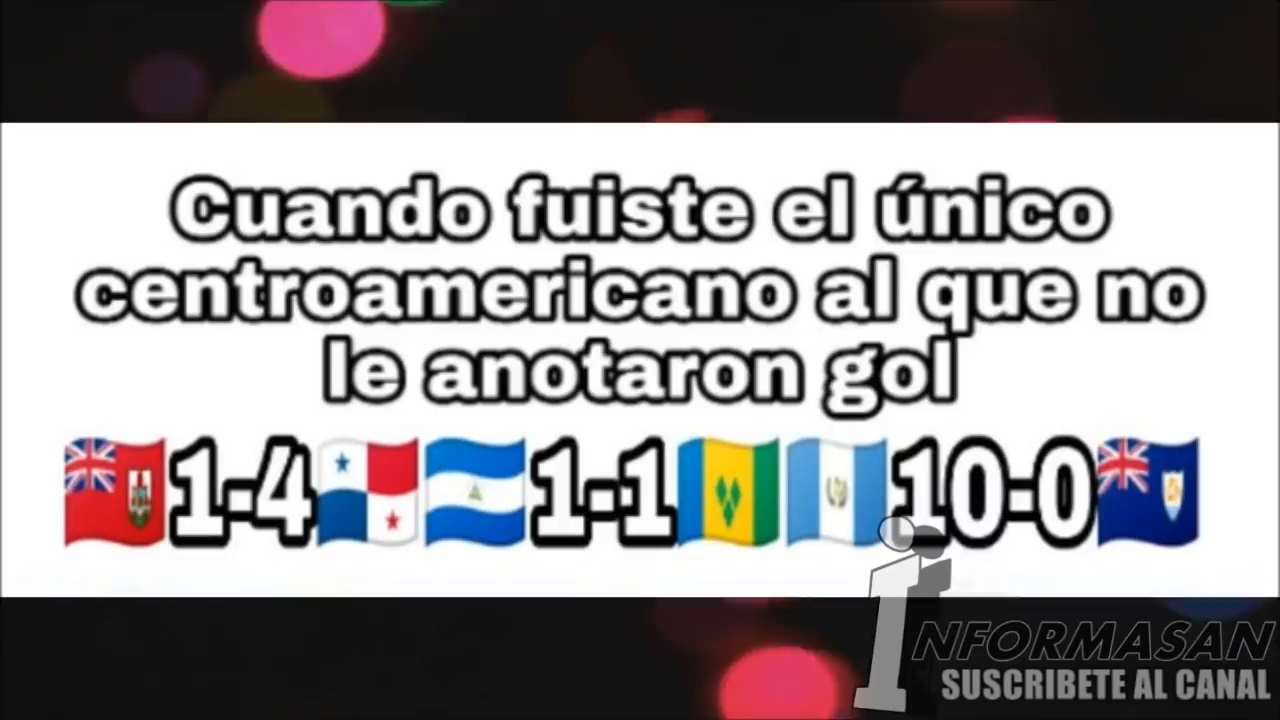 Cuando fuiste el único
centroamericano al que no
le anotaron gol
1-4 1-1 10-0
INFORMASAN
SUSCRIBETE AL CANAL